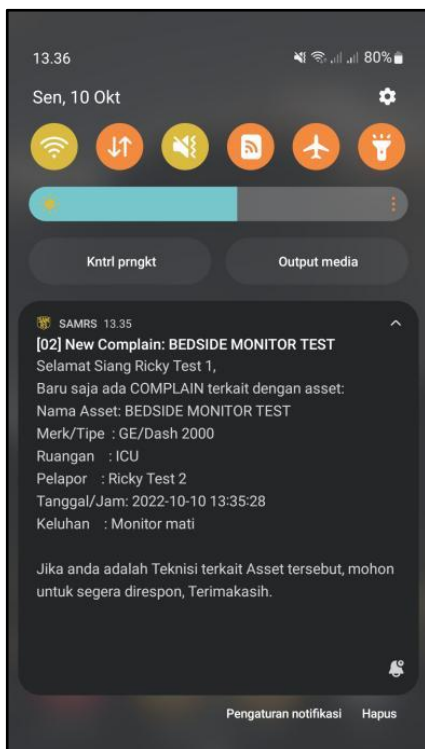 13.36 80%
Sen, 10 Okt
Kntrl prngkt Output media
SAMRS 13.35
[02] New Complain: BEDSIDE MONITOR TEST
Selamat Siang Ricky Test 1,
Baru saja ada COMPLAIN terkait dengan asset:
Nama Asset: BEDSIDE MONITOR TEST
Merk/Tipe : GE/Dash 2000
Ruangan : ICU
Pelapor : Ricky Test 2
Tanggal/Jam: 2022-10-10 13:35:28
Keluhan : Monitor mati
Jika anda adalah Teknisi terkait Asset tersebut, mohon
untuk segera direspon, Terimakasih.
Pengaturan notifikasi Hapus